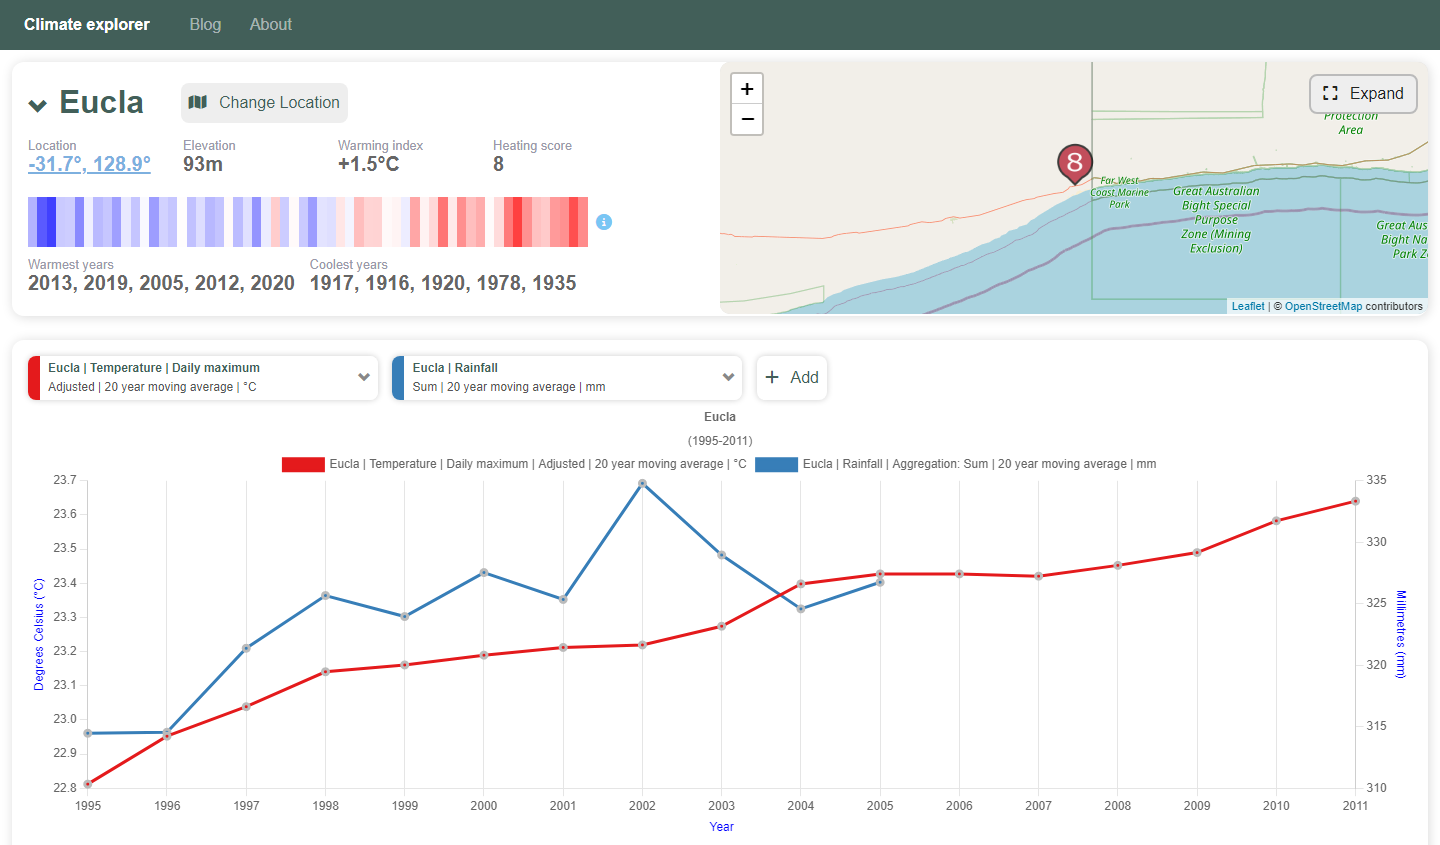 Climate explorer Blog About
Eucla
Change Location
Location Elevation Warming index Heating score
-31.7°, 128.9° 93m +1.5°C 8
Warmest years Coolest years
2013, 2019, 2005, 2012, 2020 1917, 1916, 1920, 1978, 1935
+
−
Expand
Protection
Area
8
Far West
Coast Marine
Park
Great Australian
Bight Special
Purpose
Zone (Mining
Exclusion)
Great Aus
Bight Na
Park Z
Leaflet | © OpenStreetMap contributors
Eucla | Temperature | Daily maximum
Adjusted | 20 year moving average | °C
Eucla | Rainfall
Sum | 20 year moving average | mm
+ Add
Eucla
(1995-2011)
Eucla | Temperature | Daily maximum | Adjusted | 20 year moving average | °C Eucla | Rainfall | Aggregation: Sum | 20 year moving average | mm
23.7 335
23.6
23.5 330
23.4
23.3 325
23.2 320
23.1
23.0 315
22.9
22.8 310
Degrees Celsius (°C)
Millimetres (mm)
1995 1996 1997 1998 1999 2000 2001 2002 2003 2004 2005 2006 2007 2008 2009 2010 2011
Year